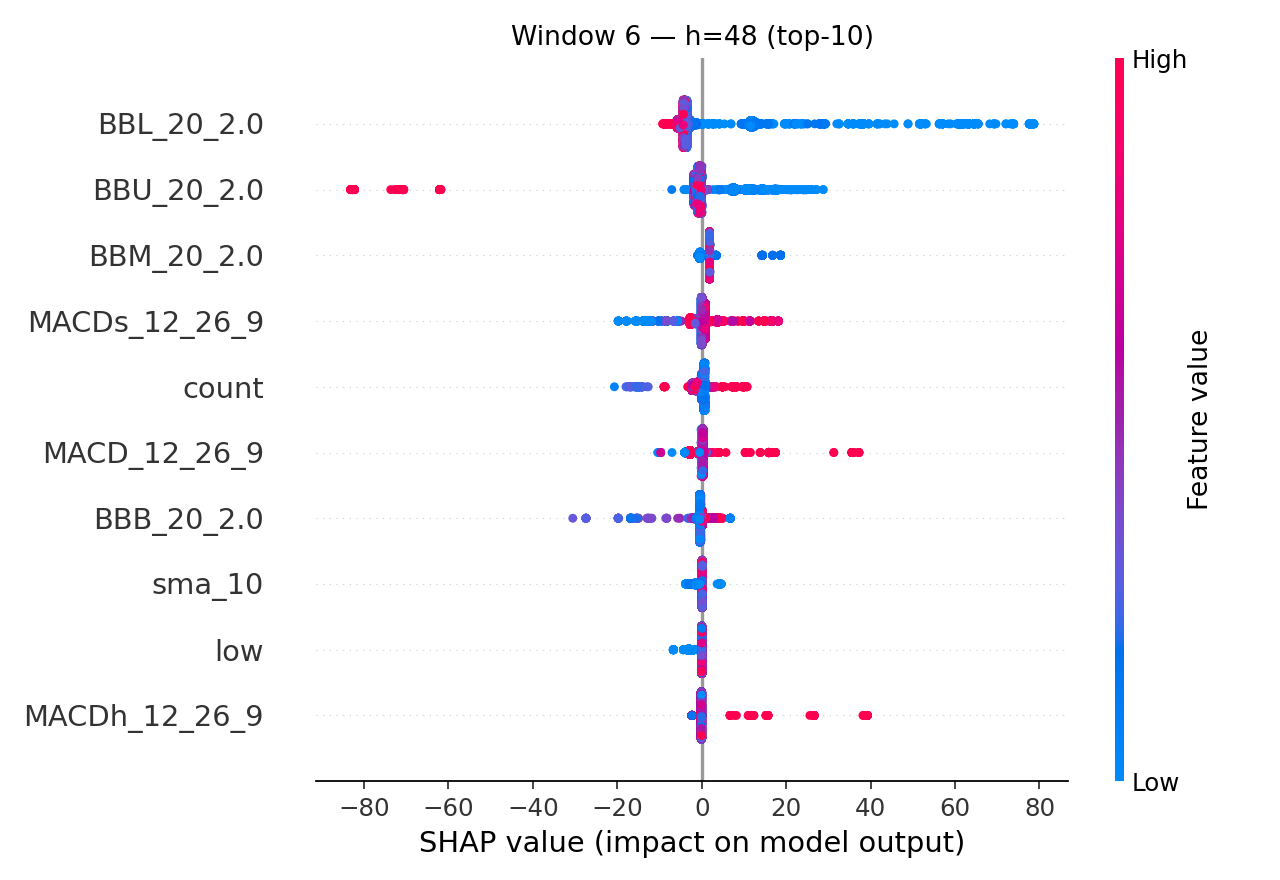 Window 6 — h=48 (top-10)
High
BBL_20_2.0
BBU_20_2.0
BBM_20_2.0
MACDs_12_26_9
count
MACD_12_26_9
BBB_20_2.0
sma_10
low
MACDh_12_26_9
Feature value
Low
−80 −60 −40 −20 0 20 40 60 80
SHAP value (impact on model output)